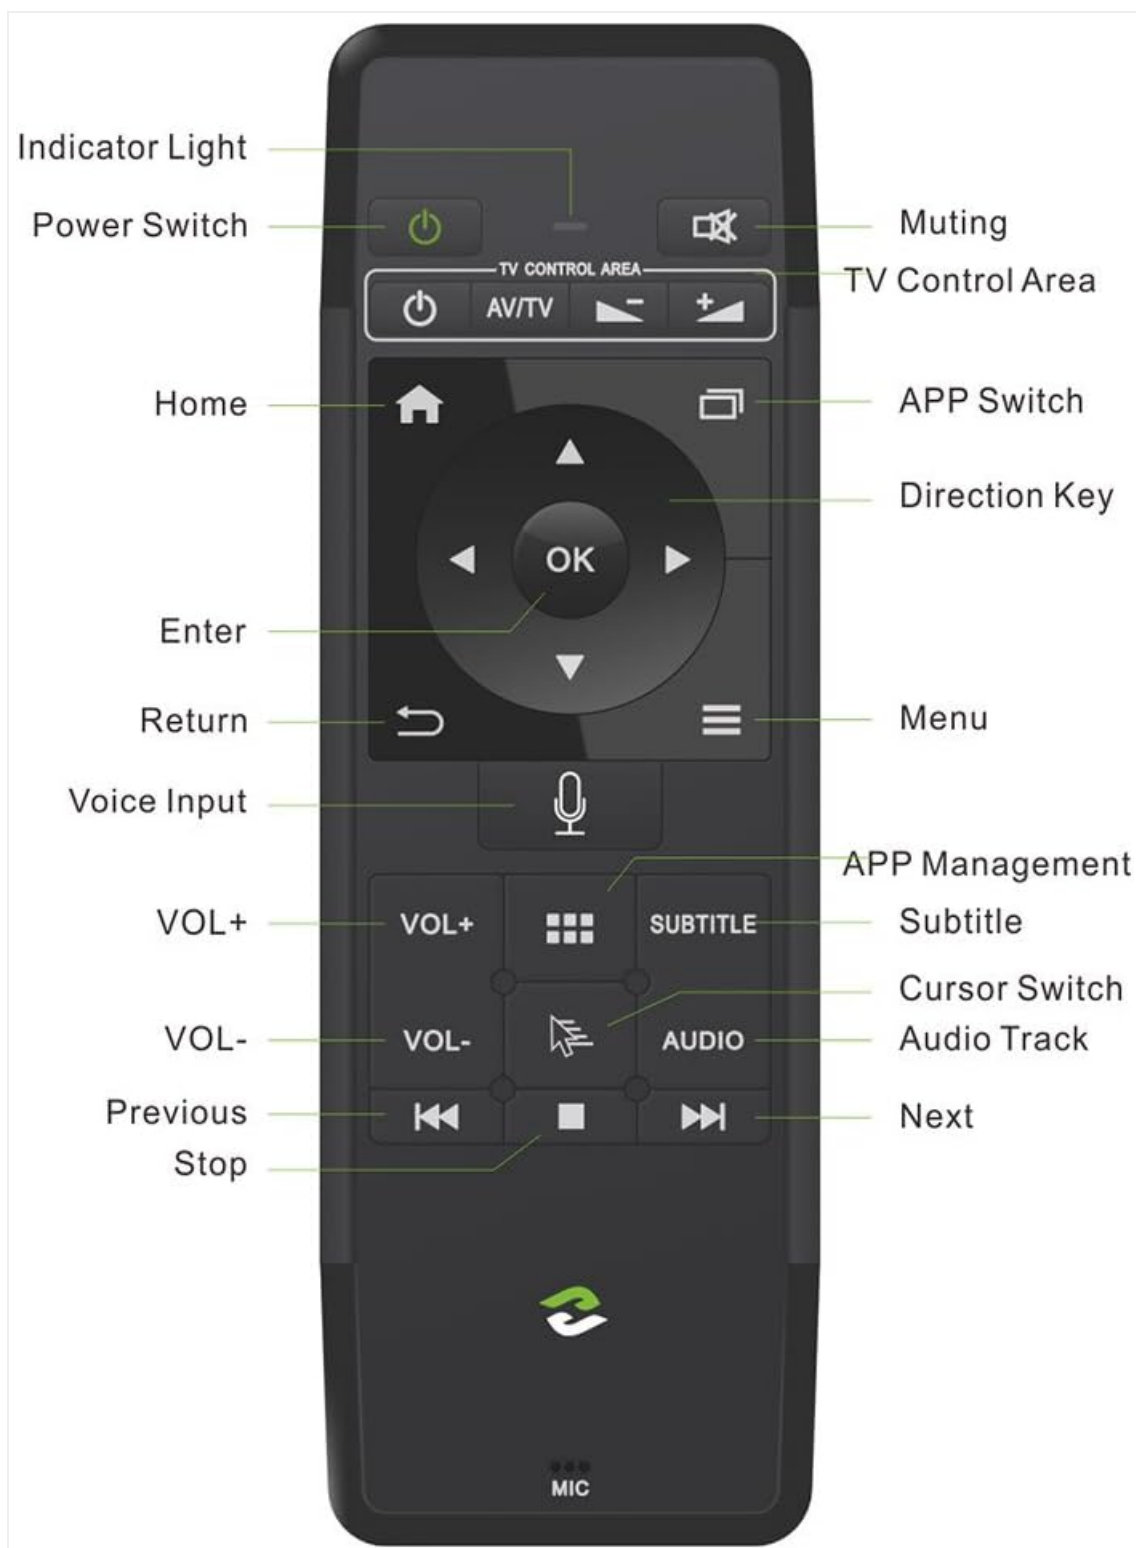 Indicator Light
Power Switch
Muting
TV CONTROL AREA
TV Control Area
AV/TV
Home
APP Switch
Direction Key
OK
Enter
Return
Menu
Voice Input
APP Management
VOL+
VOL+
SUBTITLE
Subtitle
Cursor Switch
VOL-
VOL-
AUDIO
Audio Track
Previous
Next
Stop
MIC